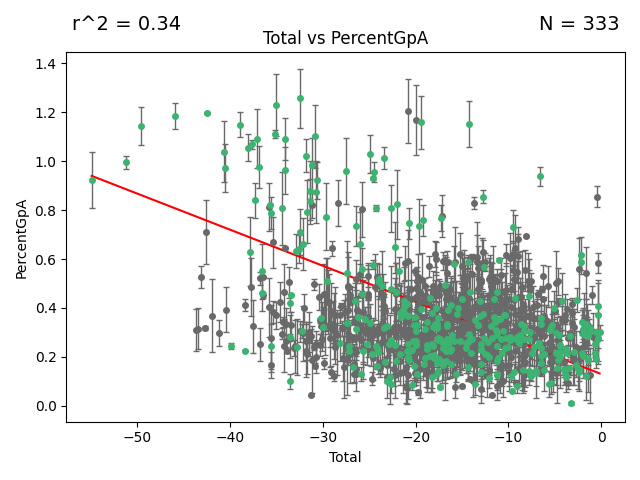 r^2 = 0.34
N = 333
Total vs PercentGpA
PercentGpA
1.4
1.2
1.0
0.8
0.6
0.4
0.2
0.0
−50
−40
−30
−20
−10
0
Total